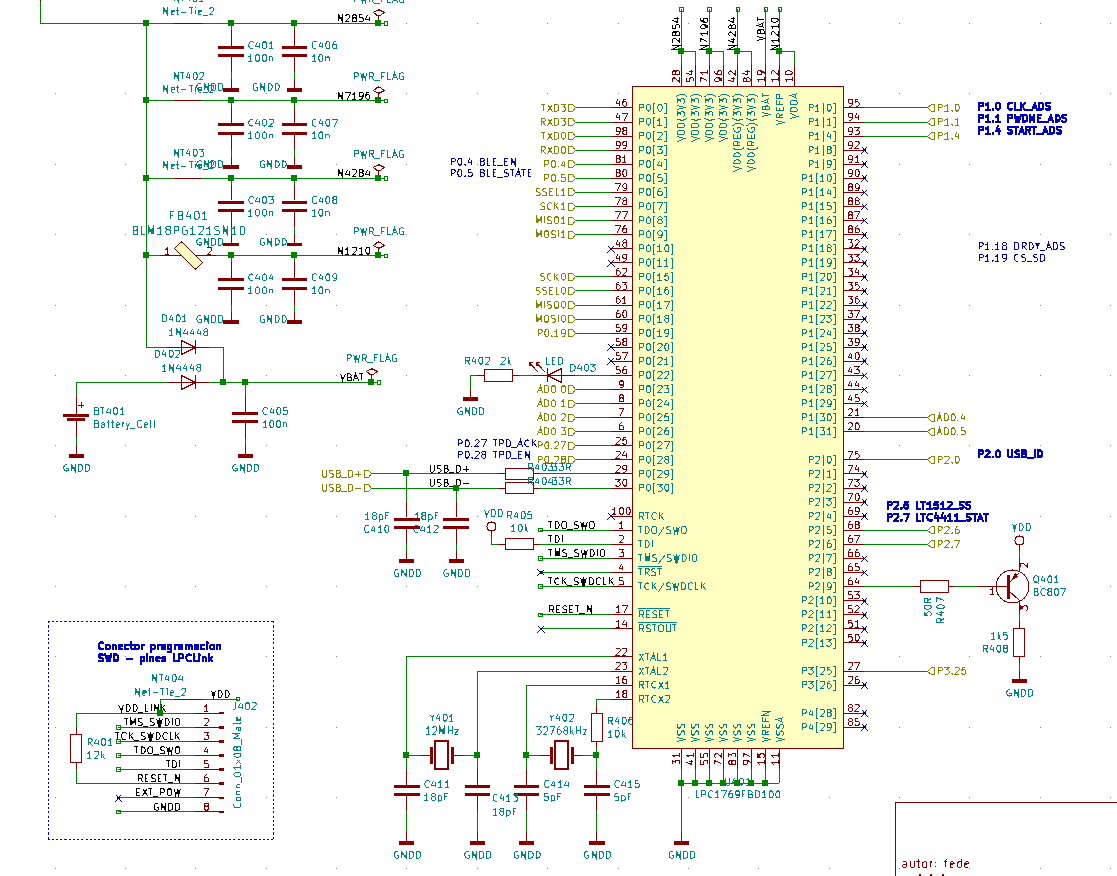 Net-Tie_2
N2854
C401
100n
C406
10n
GNDD
GNDD
NT402
Net-Tie_2
PWR_FLAG
N7196
C402
100n
C407
10n
GNDD
GNDD
NT403
Net-Tie_2
PWR_FLAG
N4284
C403
100n
C408
10n
GNDD
GNDD
FB401
BLM18PG121SN1D
1
2
PWR_FLAG
N1210
C404
100n
C409
10n
GNDD
GNDD
D401
1N4448
D402
1N4448
PWR_FLAG
VBAT
BT401
Battery_Cell
+
C405
100n
GNDD
GNDD
N2854
N7196
N4284
VBAT
N1210
28
54
71
96
42
84
19
12
10
VDD(3V3)
VDD(3V3)
VDD(3V3)
VDD(3V3)
VDD(REG)(3V3)
VDD(REG)(3V3)
VBAT
VREFP
VDDA
TXD3 46 P0[0]
RXD3 47 P0[1]
TXD0 98 P0[2]
RXD0 99 P0[3]
P0.4 81 P0[4]
P0.5 80 P0[5]
SSEL1 79 P0[6]
SCK1 78 P0[7]
MISO1 77 P0[8]
MOSI1 76 P0[9]
48 P0[10]
49 P0[11]
SCK0 62 P0[15]
SSEL0 63 P0[16]
MISO0 61 P0[17]
MOSI0 60 P0[18]
P0.19 59 P0[19]
58 P0[20]
57 P0[21]
56 P0[22]
AD0.0 9 P0[23]
AD0.1 8 P0[24]
AD0.2 7 P0[25]
AD0.3 6 P0[26]
P0.27 25 P0[27]
P0.28 24 P0[28]
29 P0[29]
30 P0[30]
100 RTCK
TDO_SWO 1 TDO/SWO
TDI 2 TDI
TMS_SWDIO 3 TMS/SWDIO
4 TRST
TCK_SWDCLK 5 TCK/SWDCLK
RESET_N 17 RESET
14 RSTOUT
22 XTAL1
23 XTAL2
16 RTCX1
18 RTCX2
P0.4 BLE_EN
P0.5 BLE_STATE
R402 2k
LED
D403
GNDD
P0.27 TPD_ACK
P0.28 TPD_EN
USB_D+
USB_D-
USB_D+
USB_D-
R403 33R
R404 33R
18pF
C410
18pF
C412
VDD
R405
10k
GNDD
GNDD
P1[0] 95 P1.0
P1[1] 94 P1.1
P1[4] 93 P1.4
P1[8] 92
P1[9] 91
P1[10] 90
P1[14] 89
P1[15] 88
P1[16] 87
P1[17] 86
P1[18] 32
P1[19] 33
P1[20] 34
P1[21] 35
P1[22] 36
P1[23] 37
P1[24] 38
P1[25] 39
P1[26] 40
P1[27] 43
P1[28] 44
P1[29] 45
P1[30] 21 AD0.4
P1[31] 20 AD0.5
P2[0] 75 P2.0
P2[1] 74
P2[2] 73
P2[3] 70
P2[4] 69
P2[5] 68 P2.6
P2[6] 67 P2.7
P2[7] 66
P2[8] 65
P2[9] 64
P2[10] 53
P2[11] 52
P2[12] 51
P2[13] 50
P3[25] 27 P3.25
P3[26] 26
P4[28] 82
P4[29] 85
P1.0 CLK_ADS
P1.1 PWDNE_ADS
P1.4 START_ADS
P1.18 DRDY_ADS
P1.19 CS_SD
P2.0 USB_ID
P2.6 LT1512_SS
P2.7 LTC4411_STAT
VDD
Q401
BC807
1
2
3
50R
R407
1k5
R408
GNDD
VSS
VSS
VSS
VSS
VSS
VSS
VREFN
VSSA
31
41
55
72
83
97
15
11
LPC1769FBD100
GNDD
Y401
12MHz
Y402
32768kHz
R406
10k
C411
18pF
C413
18pF
C414
5pF
C415
5pF
GNDD
GNDD
GNDD
GNDD
Conector programacion
SWD - pines LPCLink
NT404
Net-Tie_2
VDD
VDD_LINK 1
TMS_SWDIO 2
TCK_SWDCLK 3
TDO_SWO 4
TDI 5
RESET_N 6
EXT_POW 7
GNDD 8
J402
Conn_01x08_Male
R401
12k
autor: fede